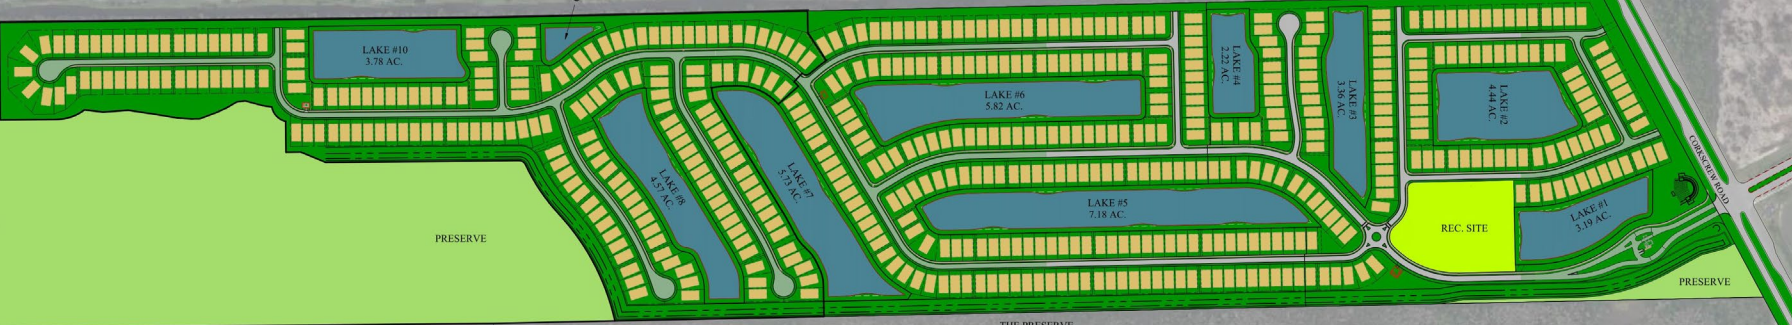 LAKE #10
3.78 AC.
LAKE #6
5.82 AC.
LAKE #4
2.22 AC.
LAKE #3
3.36 AC.
LAKE #2
4.44 AC.
CORKSCREW ROAD
LAKE #8
4.57 AC.
LAKE #7
5.73 AC.
LAKE #5
7.18 AC.
LAKE #1
3.19 AC.
REC. SITE
PRESERVE
PRESERVE
THE PRESERVE